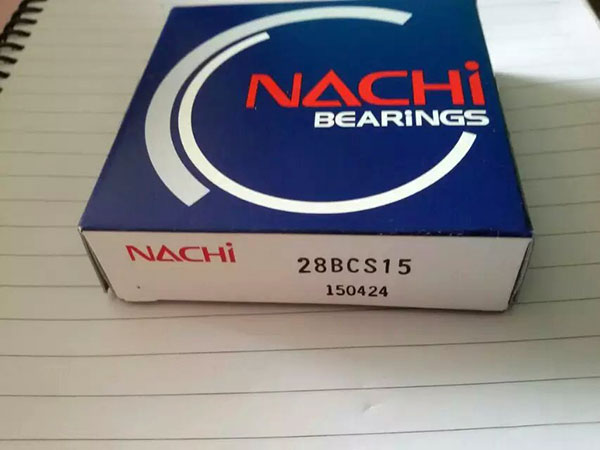 NACHi
BEARiNGS
NACHi
28BCS15
150424